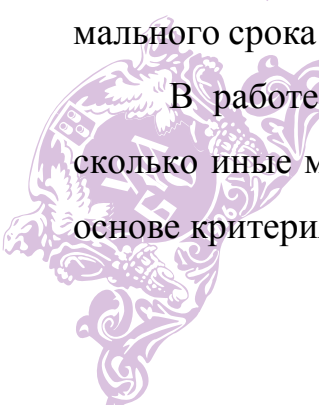 мального срока
В работе
сколько иные м
основе критери